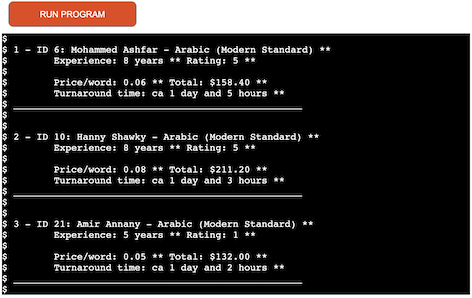 RUN PROGRAM
$
$ 1 - ID 6: Mohammed Ashfar - Arabic (Modern Standard) **
$ Experience: 8 years ** Rating: 5 **
$
$ Price/word: 0.06 ** Total: $158.40 **
$ Turnaround time: ca 1 day and 5 hours **
$ ________________________________________________
$
$
$ 2 - ID 10: Hanny Shawky - Arabic (Modern Standard) **
$ Experience: 8 years ** Rating: 5 **
$
$ Price/word: 0.08 ** Total: $211.20 **
$ Turnaround time: ca 1 day and 3 hours **
$ ________________________________________________
$
$
$ 3 - ID 21: Amir Annany - Arabic (Modern Standard) **
$ Experience: 5 years ** Rating: 1 **
$
$ Price/word: 0.05 ** Total: $132.00 **
$ Turnaround time: ca 1 day and 2 hours **
$ ________________________________________________
$